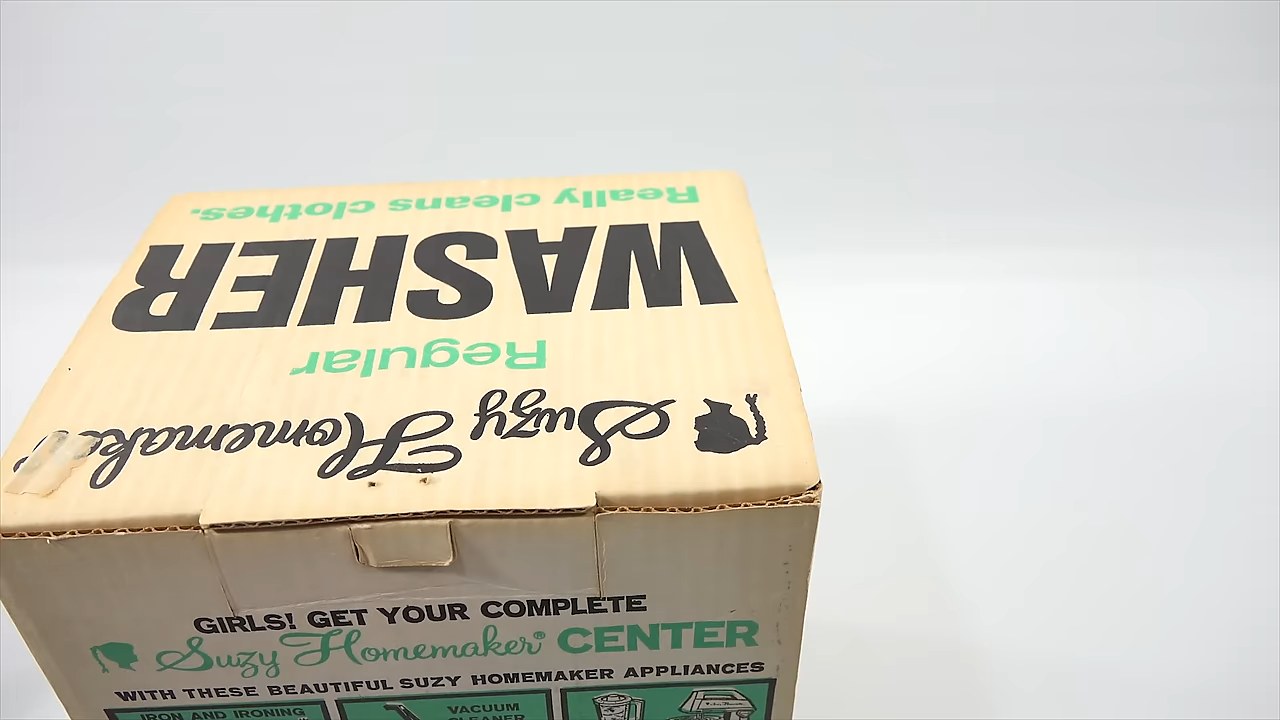 Suzy Homemaker
Regular
WASHER
Really cleans clothes.
GIRLS! GET YOUR COMPLETE
Suzy Homemaker® CENTER
WITH THESE BEAUTIFUL SUZY HOMEMAKER APPLIANCES
IRON AND IRONING
VACUUM
CLEANER